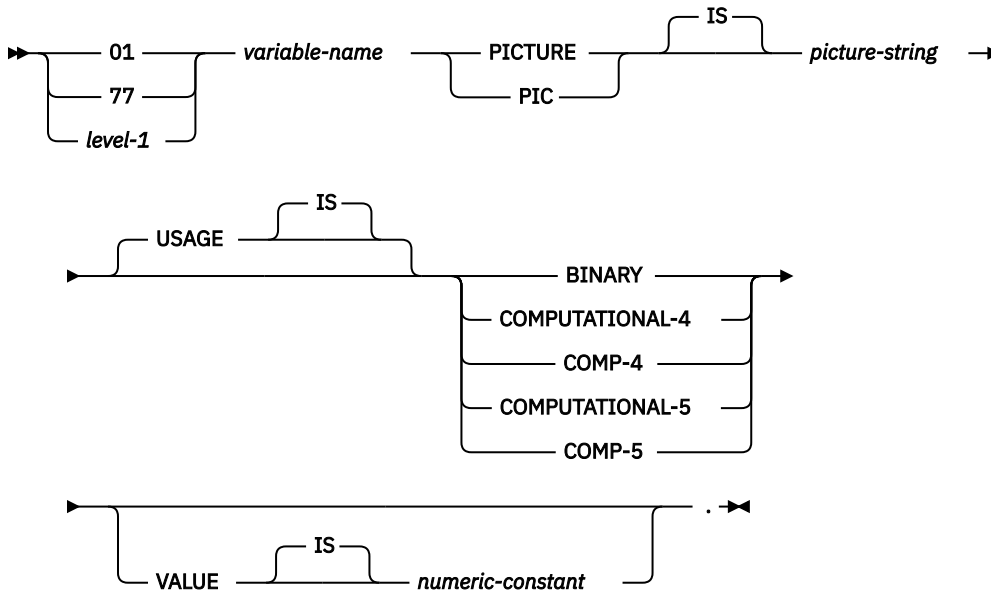 IS
01 variable-name PICTURE picture-string
77 PIC
level-1
IS
USAGE
BINARY
COMPUTATIONAL-4
COMP-4
COMPUTATIONAL-5
COMP-5
.
IS
VALUE numeric-constant